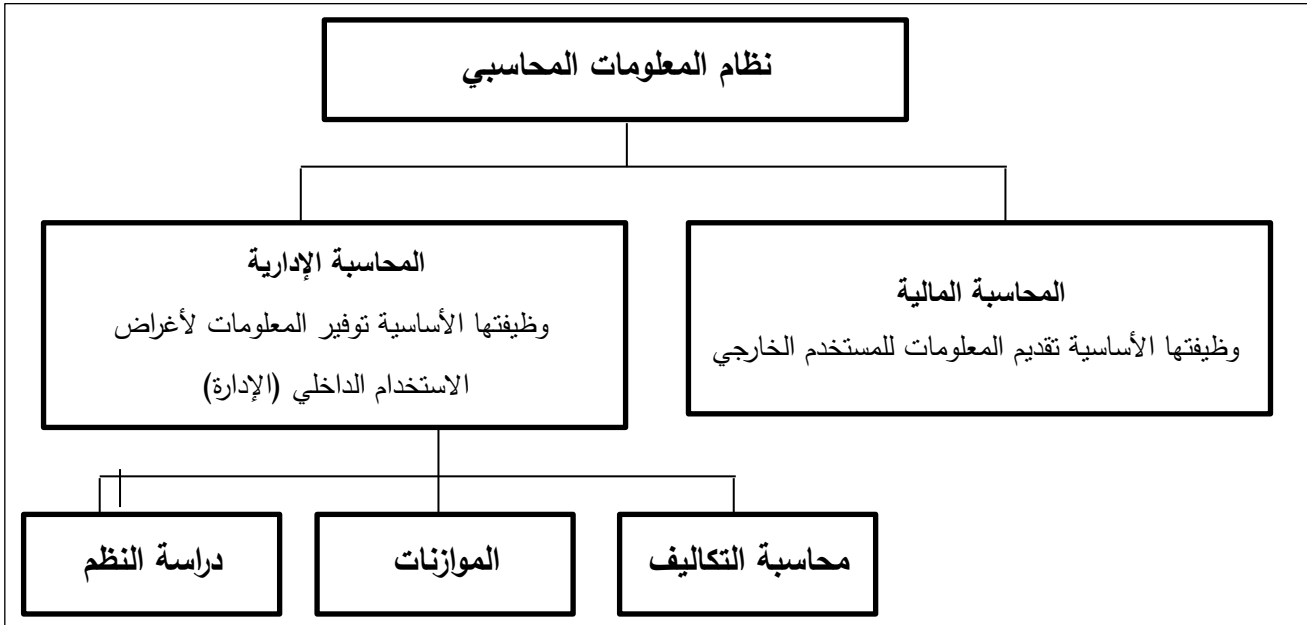 نظام المعلومات المحاسبي
المحاسبة المالية
وظيفتها الأساسية تقديم المعلومات للمستخدم الخارجي
المحاسبة الإدارية
وظيفتها الأساسية توفير المعلومات لأغراض
الاستخدام الداخلي (الإدارة)
محاسبة التكاليف
الموازنات
دراسة النظم